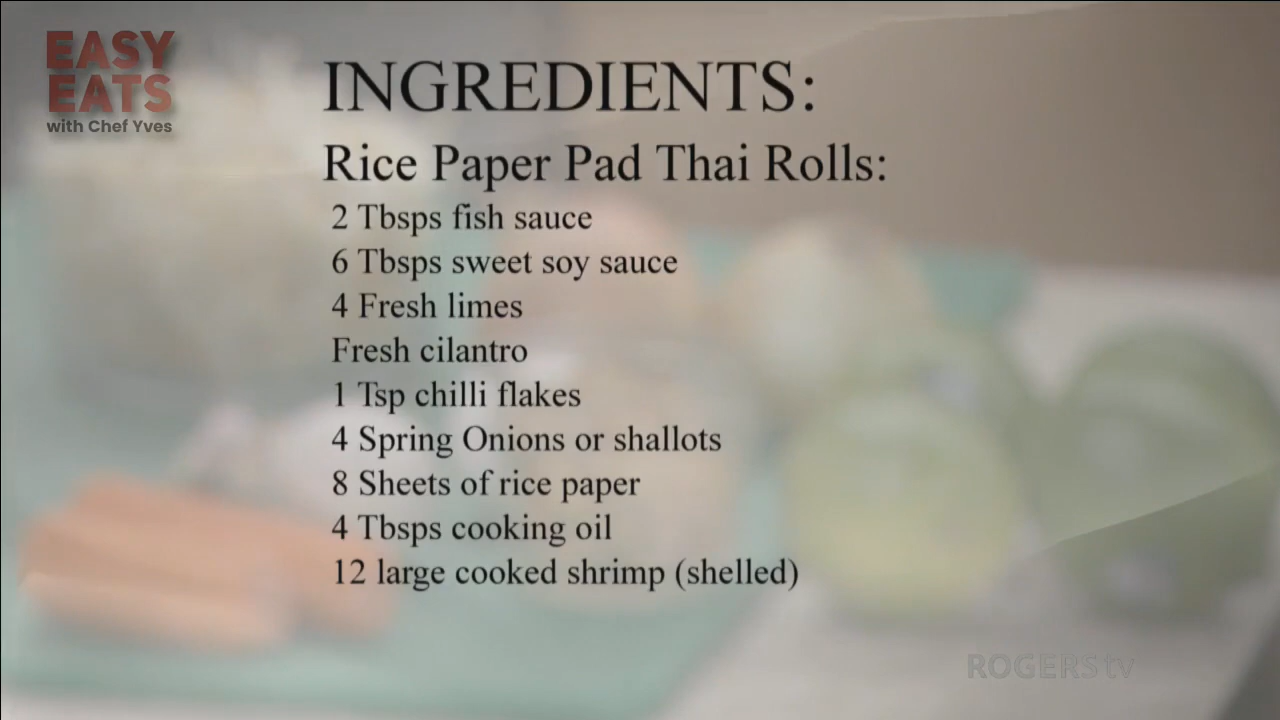 EASY
EATS
with Chef Yves
INGREDIENTS:
Rice Paper Pad Thai Rolls:
2 Tbsps fish sauce
6 Tbsps sweet soy sauce
4 Fresh limes
Fresh cilantro
1 Tsp chilli flakes
4 Spring Onions or shallots
8 Sheets of rice paper
4 Tbsps cooking oil
12 large cooked shrimp (shelled)
ROGERS tv